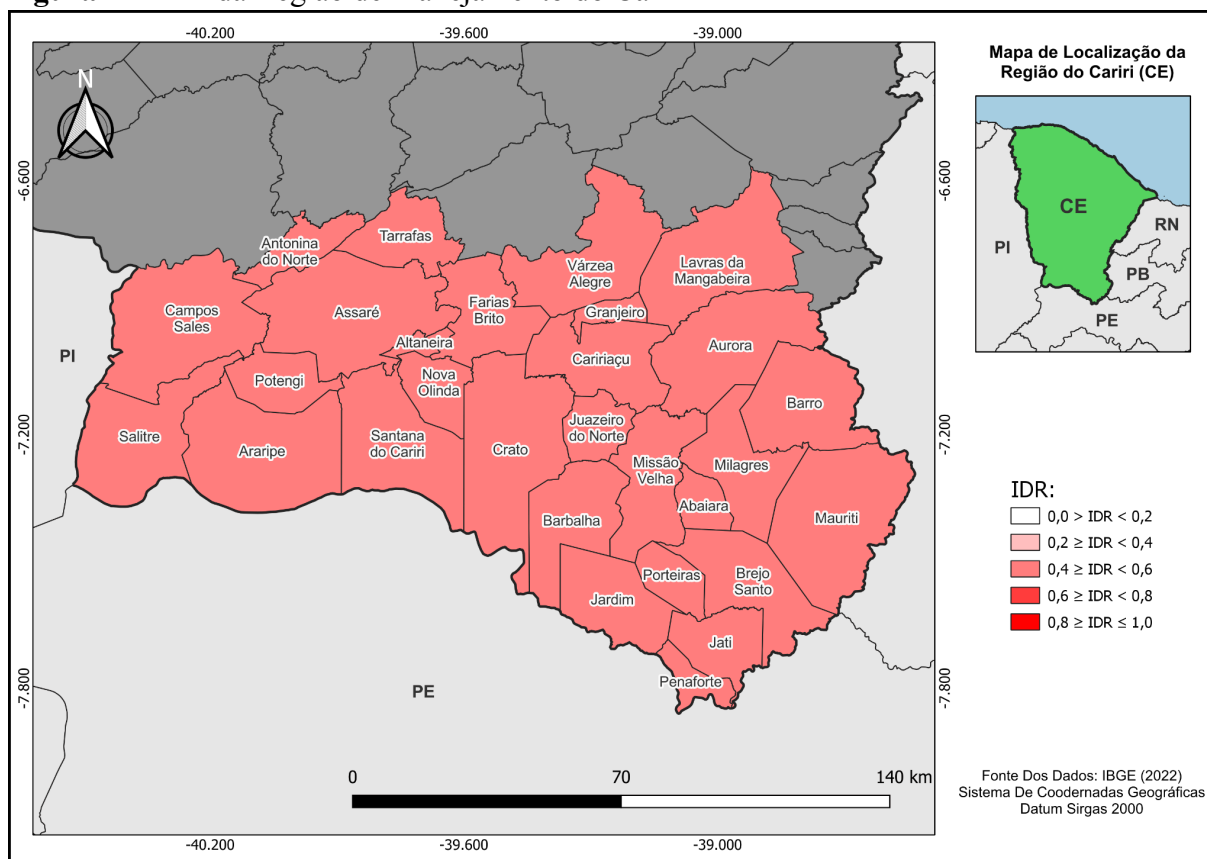 -40.200 -39.600 -39.000
Mapa de Localização da
Região do Cariri (CE)
N
-6.600
-6.600
CE
RN
PI
PB
PE
Antonina
do Norte
Tarrafas
Várzea
Alegre
Lavras da
Mangabeira
Campos
Sales
Assaré
Farias
Brito
Granjeiro
Altaneira
Caririaçu
Aurora
PI
Potengi
Nova
Olinda
Barro
-7.200
-7.200
Salitre
Araripe
Santana
do Cariri
Crato
Juazeiro
do Norte
Missão
Velha
Milagres
Abaiara
Mauriti
Barbalha
Porteiras
Brejo
Santo
Jardim
Jati
Penaforte
PE
-7.800
-7.800
IDR:
0,0 > IDR < 0,2
0,2 ≥ IDR < 0,4
0,4 ≥ IDR < 0,6
0,6 ≥ IDR < 0,8
0,8 ≥ IDR ≤ 1,0
0 70 140 km
Fonte Dos Dados: IBGE (2022)
Sistema De Coodernadas Geográficas
Datum Sirgas 2000
-40.200 -39.600 -39.000